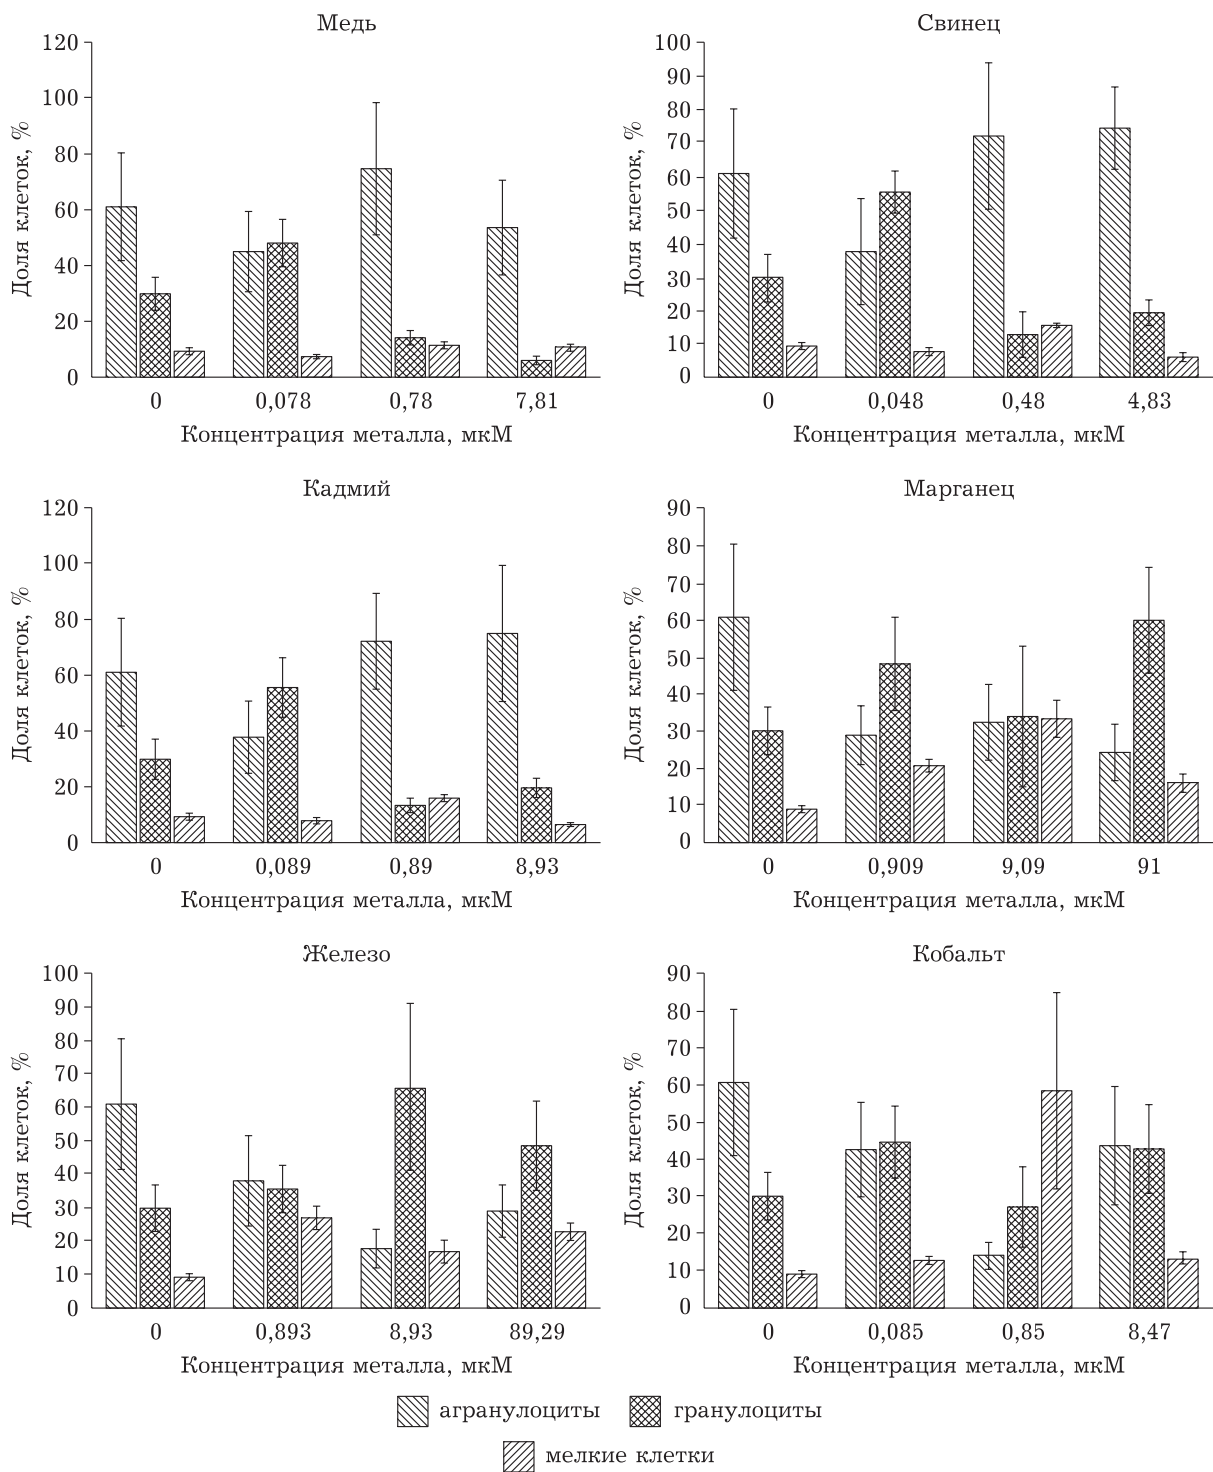 Медь
Доля клеток, %
120
100
80
60
40
20
0
0 0,078 0,78 7,81
Концентрация металла, мкМ
Свинец
Доля клеток, %
100
90
80
70
60
50
40
30
20
10
0
0 0,048 0,48 4,83
Концентрация металла, мкМ
Кадмий
Доля клеток, %
120
100
80
60
40
20
0
0 0,089 0,89 8,93
Концентрация металла, мкМ
Марганец
Доля клеток, %
90
80
70
60
50
40
30
20
10
0
0 0,909 9,09 91
Концентрация металла, мкМ
Железо
Доля клеток, %
100
90
80
70
60
50
40
30
20
10
0
0 0,893 8,93 89,29
Концентрация металла, мкМ
Кобальт
Доля клеток, %
90
80
70
60
50
40
30
20
10
0
0 0,085 0,85 8,47
Концентрация металла, мкМ
агранулоциты гранулоциты
мелкие клетки